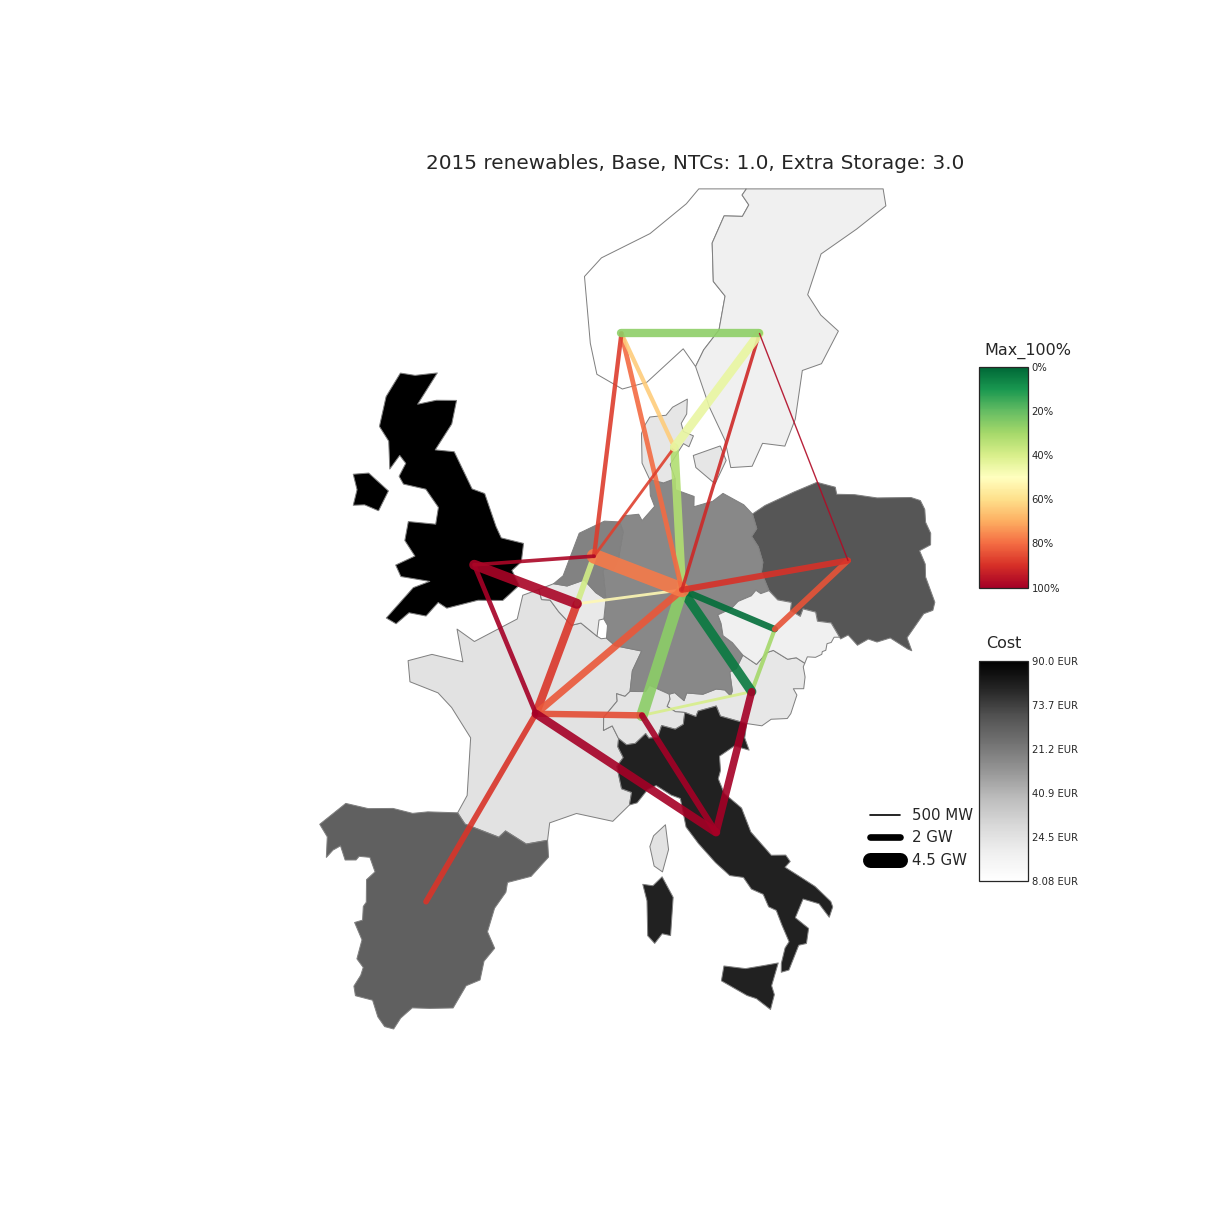 2015 renewables, Base, NTCs: 1.0, Extra Storage: 3.0
Max_100%
0%
20%
40%
60%
80%
100%
Cost
90.0 EUR
73.7 EUR
21.2 EUR
40.9 EUR
24.5 EUR
8.08 EUR
500 MW
2 GW
4.5 GW